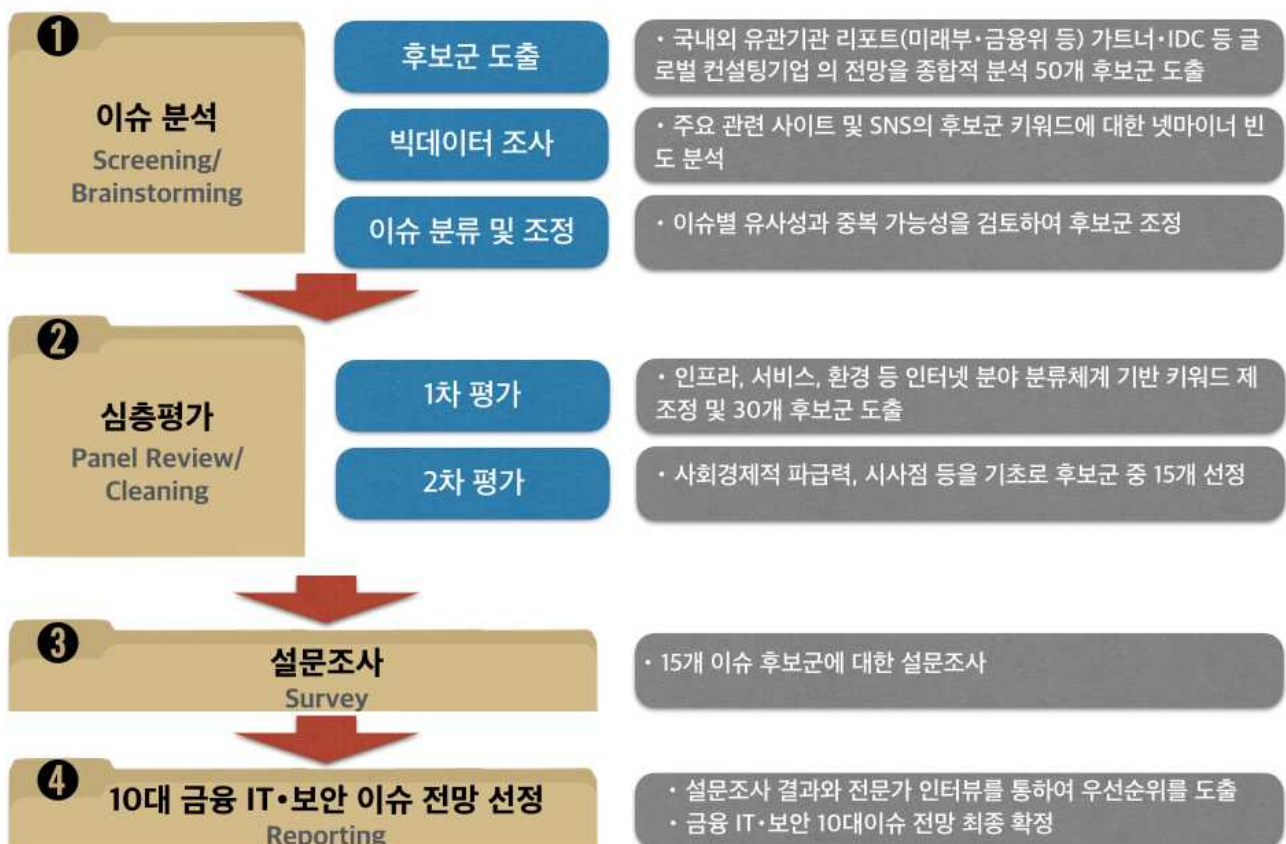 1
이슈 분석
Screening/
Brainstorming
후보군 도출
· 국내외 유관기관 리포트(미래부·금융위 등) 가트너·IDC 등 글
로벌 컨설팅기업 의 전망을 종합적 분석 50개 후보군 도출
빅데이터 조사
· 주요 관련 사이트 및 SNS의 후보군 키워드에 대한 넷마이너 빈
도 분석
이슈 분류 및 조정
· 이슈별 유사성과 중복 가능성을 검토하여 후보군 조정
2
심층평가
Panel Review/
Cleaning
1차 평가
· 인프라, 서비스, 환경 등 인터넷 분야 분류체계 기반 키워드 제
조정 및 30개 후보군 도출
2차 평가
· 사회경제적 파급력, 시사점 등을 기초로 후보군 중 15개 선정
3
설문조사
Survey
· 15개 이슈 후보군에 대한 설문조사
4
10대 금융 IT·보안 이슈 전망 선정
Reporting
· 설문조사 결과와 전문가 인터뷰를 통하여 우선순위를 도출
· 금융 IT·보안 10대이슈 전망 최종 확정